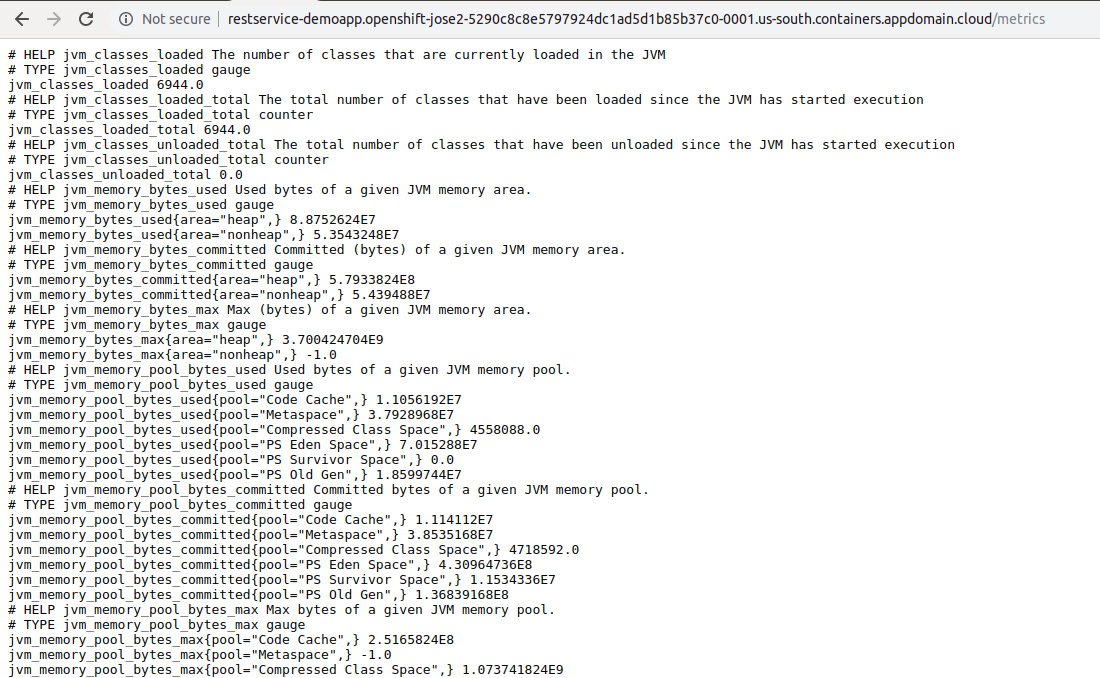 Not secure restservice-demoapp.openshift-jose2-5290c8c8e5797924dc1ad5d1b85b37c0-0001.us-south.containers.appdomain.cloud/metrics
# HELP jvm_classes_loaded The number of classes that are currently loaded in the JVM
# TYPE jvm_classes_loaded gauge
jvm_classes_loaded 6944.0
# HELP jvm_classes_loaded_total The total number of classes that have been loaded since the JVM has started execution
# TYPE jvm_classes_loaded_total counter
jvm_classes_loaded_total 6944.0
# HELP jvm_classes_unloaded_total The total number of classes that have been unloaded since the JVM has started execution
# TYPE jvm_classes_unloaded_total counter
jvm_classes_unloaded_total 0.0
# HELP jvm_memory_bytes_used Used bytes of a given JVM memory area.
# TYPE jvm_memory_bytes_used gauge
jvm_memory_bytes_used{area="heap",} 8.8752624E7
jvm_memory_bytes_used{area="nonheap",} 5.3543248E7
# HELP jvm_memory_bytes_committed Committed (bytes) of a given JVM memory area.
# TYPE jvm_memory_bytes_committed gauge
jvm_memory_bytes_committed{area="heap",} 5.7933824E8
jvm_memory_bytes_committed{area="nonheap",} 5.439488E7
# HELP jvm_memory_bytes_max Max (bytes) of a given JVM memory area.
# TYPE jvm_memory_bytes_max gauge
jvm_memory_bytes_max{area="heap",} 3.700424704E9
jvm_memory_bytes_max{area="nonheap",} -1.0
# HELP jvm_memory_pool_bytes_used Used bytes of a given JVM memory pool.
# TYPE jvm_memory_pool_bytes_used gauge
jvm_memory_pool_bytes_used{pool="Code Cache",} 1.1056192E7
jvm_memory_pool_bytes_used{pool="Metaspace",} 3.7928968E7
jvm_memory_pool_bytes_used{pool="Compressed Class Space",} 4558088.0
jvm_memory_pool_bytes_used{pool="PS Eden Space",} 7.015288E7
jvm_memory_pool_bytes_used{pool="PS Survivor Space",} 0.0
jvm_memory_pool_bytes_used{pool="PS Old Gen",} 1.8599744E7
# HELP jvm_memory_pool_bytes_committed Committed bytes of a given JVM memory pool.
# TYPE jvm_memory_pool_bytes_committed gauge
jvm_memory_pool_bytes_committed{pool="Code Cache",} 1.114112E7
jvm_memory_pool_bytes_committed{pool="Metaspace",} 3.8535168E7
jvm_memory_pool_bytes_committed{pool="Compressed Class Space",} 4718592.0
jvm_memory_pool_bytes_committed{pool="PS Eden Space",} 4.30964736E8
jvm_memory_pool_bytes_committed{pool="PS Survivor Space",} 1.1534336E7
jvm_memory_pool_bytes_committed{pool="PS Old Gen",} 1.36839168E8
# HELP jvm_memory_pool_bytes_max Max bytes of a given JVM memory pool.
# TYPE jvm_memory_pool_bytes_max gauge
jvm_memory_pool_bytes_max{pool="Code Cache",} 2.5165824E8
jvm_memory_pool_bytes_max{pool="Metaspace",} -1.0
jvm_memory_pool_bytes_max{pool="Compressed Class Space",} 1.073741824E9